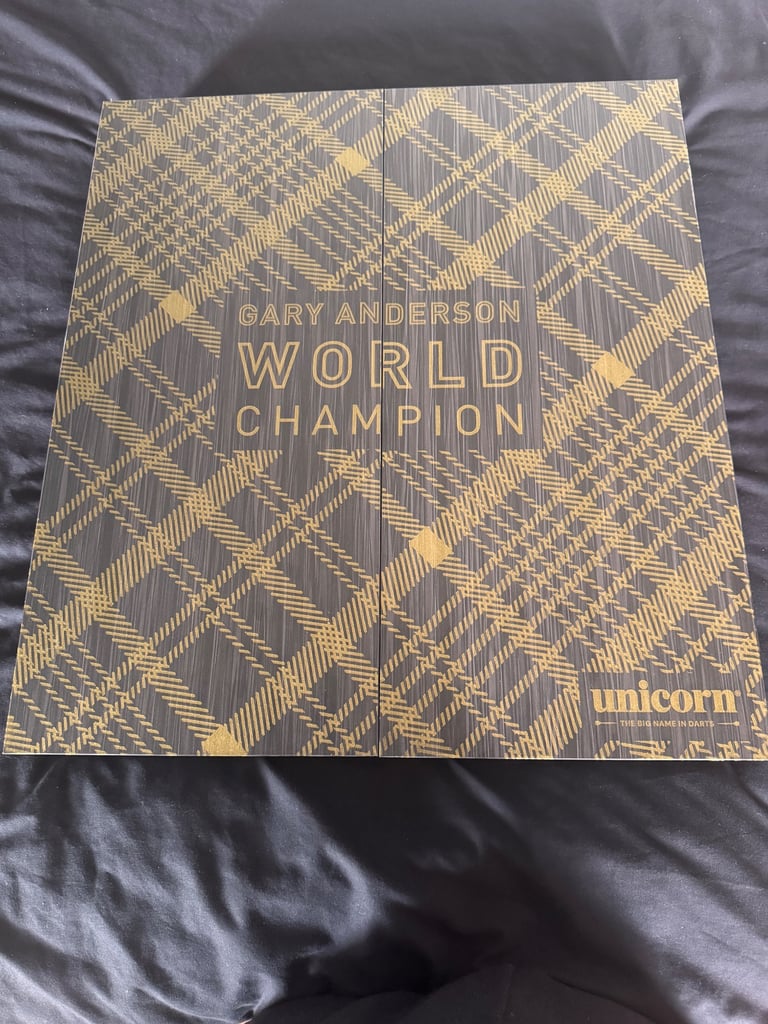 GARY ANDERSON
WORLD
CHAMPION
unicorn®
THE BIG NAME IN DARTS